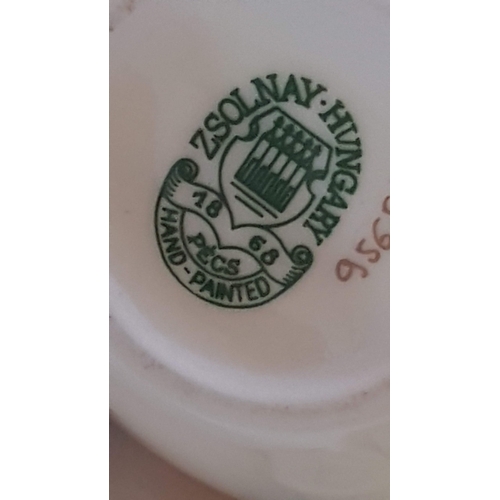 ZSOLNAY · HUNGARY
18 68
PÉCS
HAND-PAINTED